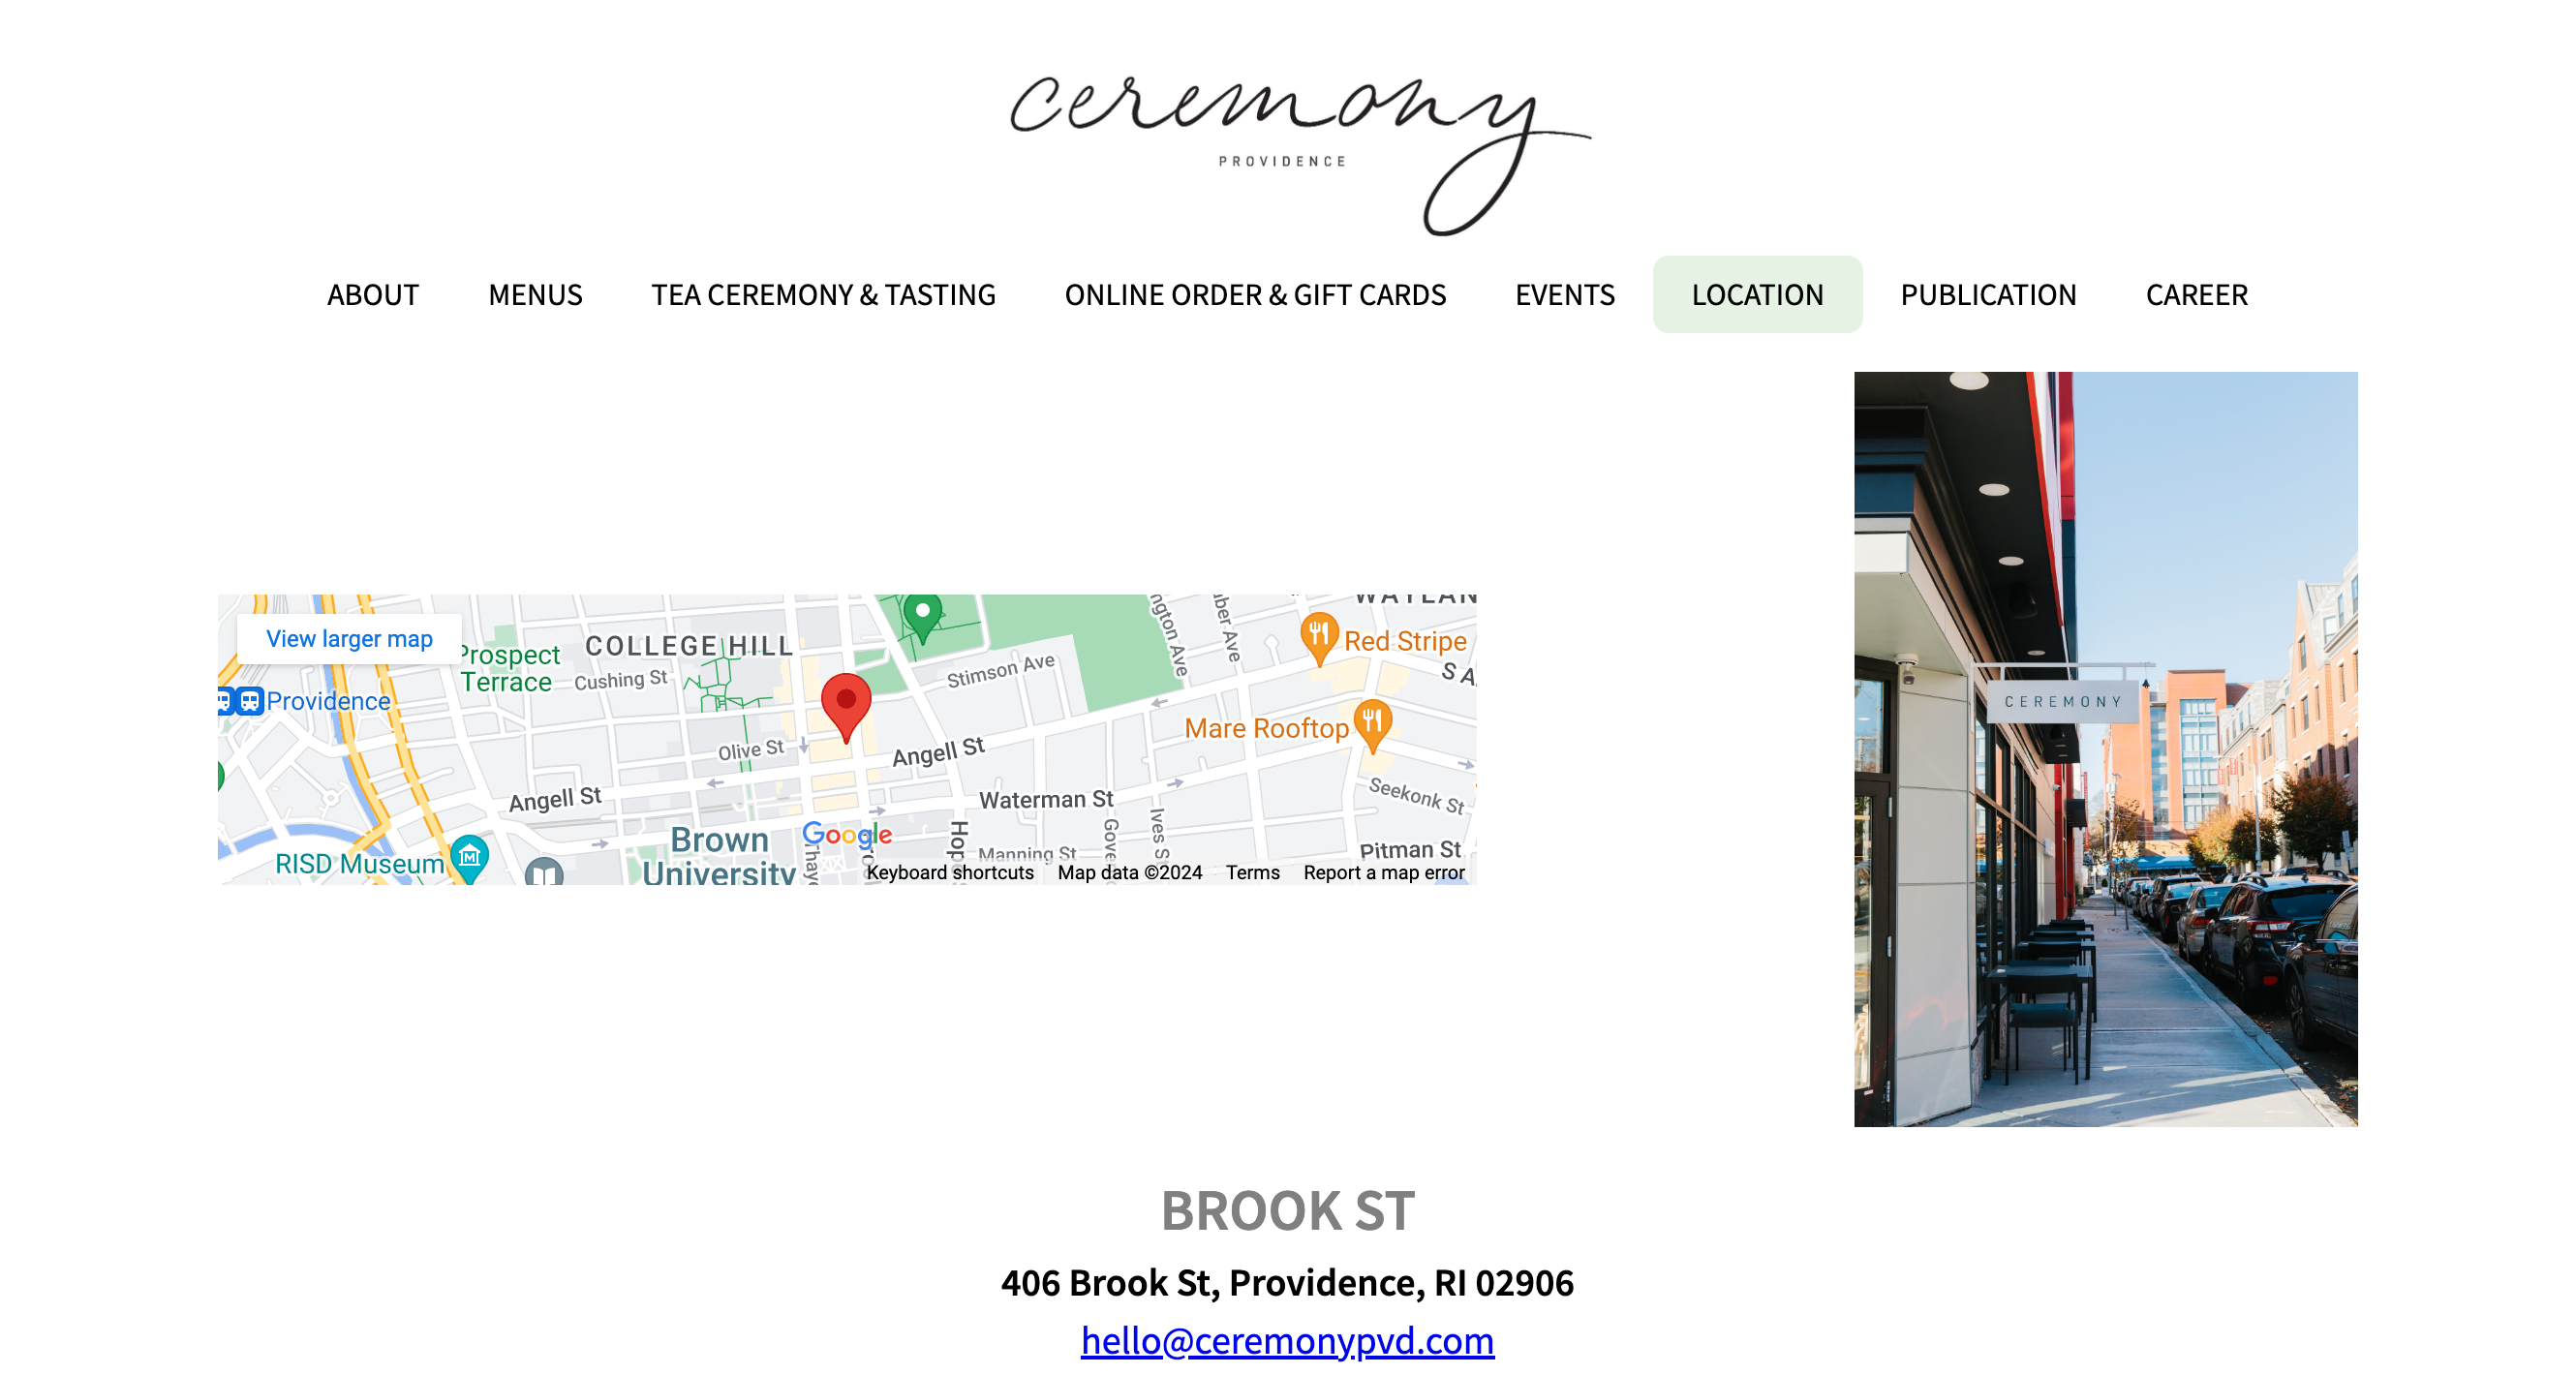 ceremony
PROVIDENCE
ABOUT MENUS TEA CEREMONY & TASTING ONLINE ORDER & GIFT CARDS EVENTS LOCATION PUBLICATION CAREER
View larger map
Prospect
Terrace
COLLEGE HILL
Cushing St
Stimson Ave
Red Stripe
Providence
Olive St
Angell St
Mare Rooftop
Angell St
Waterman St
Seekonk St
Ives St
Brown
University
Google
RISD Museum
Manning St
Pitman St
Keyboard shortcuts Map data ©2024 Terms Report a map error
CEREMONY
BROOK ST
406 Brook St, Providence, RI 02906
hello@ceremonypvd.com